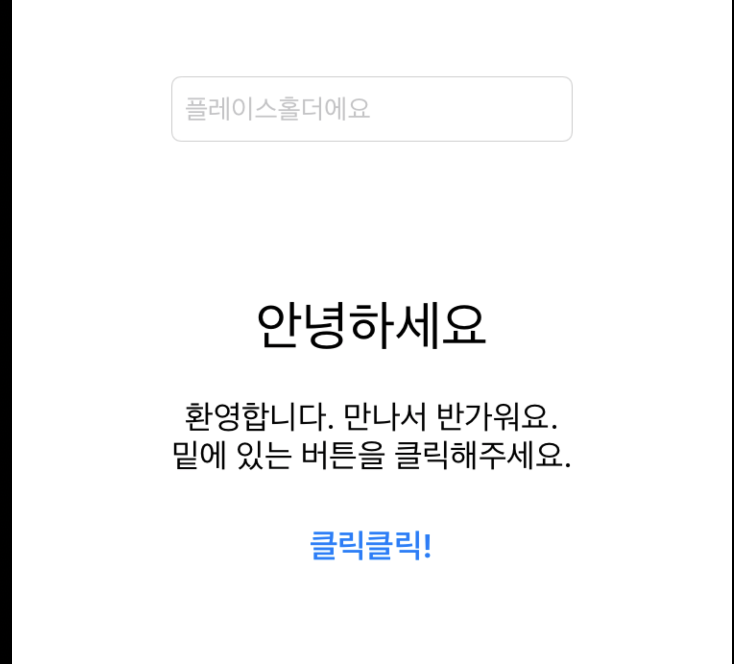 플레이스홀더에요
안녕하세요
환영합니다. 만나서 반가워요.
밑에 있는 버튼을 클릭해주세요.
클릭클릭!